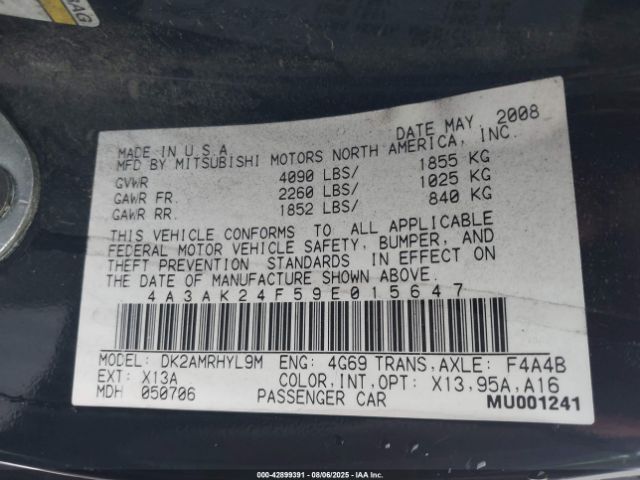 BAG
DATE MAY, 2008
MADE IN U.S.A
MFD BY MITSUBISHI MOTORS NORTH AMERICA, INC.
GVWR 4090 LBS/ 1855 KG
GAWR FR. 2260 LBS/ 1025 KG
GAWR RR. 1852 LBS/ 840 KG
THIS VEHICLE CONFORMS TO ALL APPLICABLE
FEDERAL MOTOR VEHICLE SAFETY, BUMPER, AND
THEFT PREVENTION STANDARDS IN EFFECT ON
THE DATE OF MANUFACTURE SHOWN ABOVE.
4A3AK24F59E015647
MODEL: DK2AMRHYL9M ENG: 4G69 TRANS,AXLE: F4A4B
EXT: X13A COLOR,INT,OPT: X13,95A,A16
MDH 050706 PASSENGER CAR MU001241
000-42899391 - 08/06/2025 - IAA Inc.